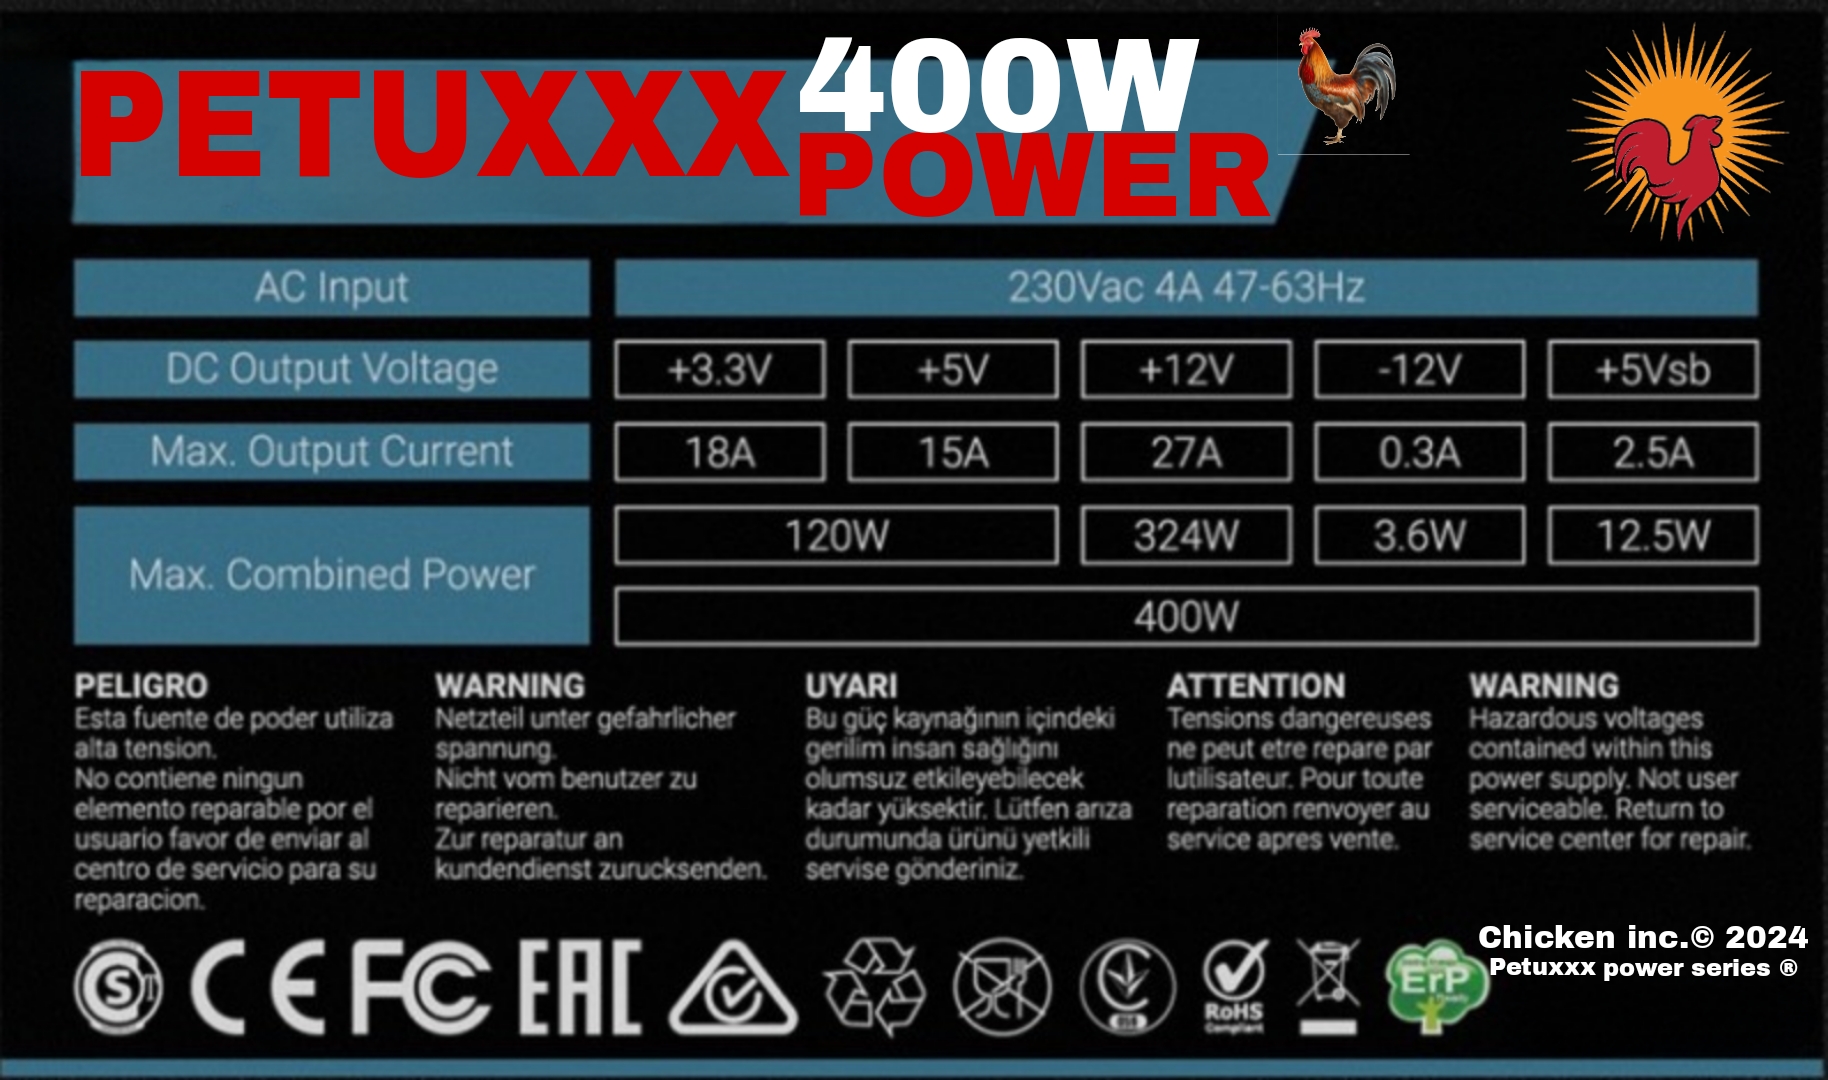 PETUXXX 400W
POWER
AC Input 230Vac 4A 47-63Hz
DC Output Voltage +3.3V +5V +12V -12V +5Vsb
Max. Output Current 18A 15A 27A 0.3A 2.5A
Max. Combined Power 120W 324W 3.6W 12.5W
400W
PELIGRO
Esta fuente de poder utiliza
alta tension.
No contiene ningun
elemento reparable por el
usuario favor de enviar al
centro de servicio para su
reparacion.
WARNING
Netzteil unter gefahrlicher
spannung.
Nicht vom benutzer zu
reparieren.
Zur reparatur an
kundendienst zurucksenden.
UYARI
Bu güç kaynağının içindeki
gerilim insan sağlığını
olumsuz etkileyebilecek
kadar yüksektir. Lütfen arıza
durumunda ürünü yetkili
servise gönderiniz.
ATTENTION
Tensions dangereuses
ne peut etre repare par
lutilisateur. Pour toute
reparation renvoyer au
service apres vente.
WARNING
Hazardous voltages
contained within this
power supply. Not user
serviceable. Return to
service center for repair.
CE FC EAC
RoHS
Compliant
ErP
Ready
Chicken inc.© 2024
Petuxxx power series ®